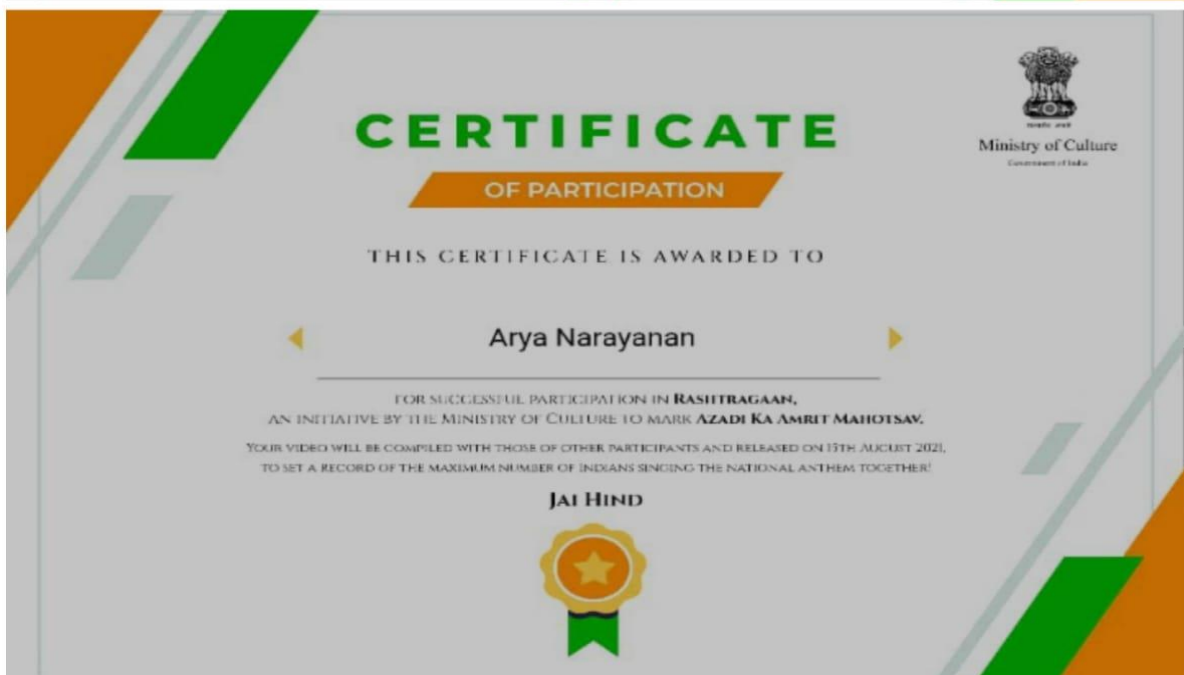 CERTIFICATE
OF PARTICIPATION
Ministry of Culture
Government of India
THIS CERTIFICATE IS AWARDED TO
Arya Narayanan
FOR SUCCESSFUL PARTICIPATION IN RASHTRAGAAN,
AN INITIATIVE BY THE MINISTRY OF CULTURE TO MARK AZADI KA AMRIT MAHOTSAV.
YOUR VIDEO WILL BE COMPILED WITH THOSE OF OTHER PARTICIPANTS AND RELEASED ON 15TH AUGUST 2021,
TO SET A RECORD OF THE MAXIMUM NUMBER OF INDIANS SINGING THE NATIONAL ANTHEM TOGETHER!
JAI HIND